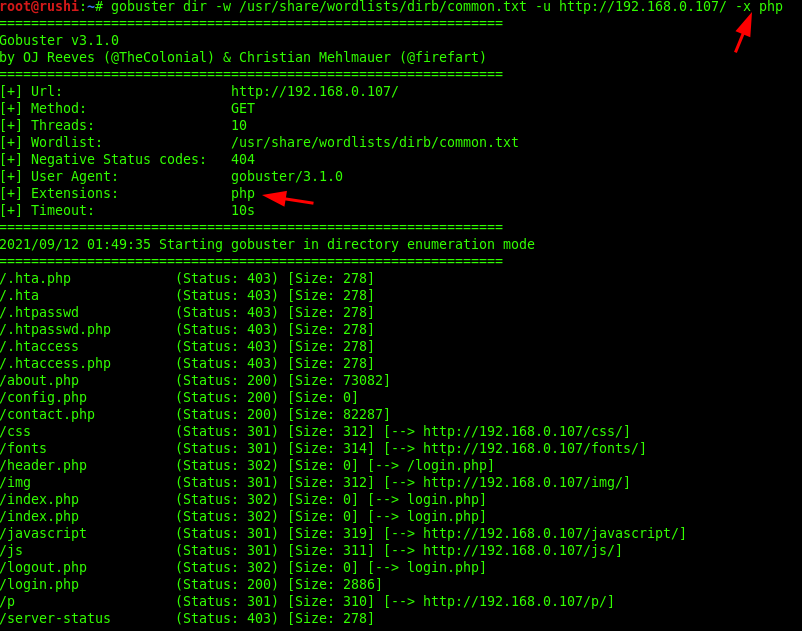 root@rushi:~# gobuster dir -w /usr/share/wordlists/dirb/common.txt -u http://192.168.0.107/ -x php
===============================================================
Gobuster v3.1.0
by OJ Reeves (@TheColonial) & Christian Mehlmauer (@firefart)
===============================================================
[+] Url:                     http://192.168.0.107/
[+] Method:                  GET
[+] Threads:                 10
[+] Wordlist:                /usr/share/wordlists/dirb/common.txt
[+] Negative Status codes:   404
[+] User Agent:              gobuster/3.1.0
[+] Extensions:              php
[+] Timeout:                 10s
===============================================================
2021/09/12 01:49:35 Starting gobuster in directory enumeration mode
===============================================================
/.hta.php             (Status: 403) [Size: 278]
/.hta                 (Status: 403) [Size: 278]
/.htpasswd            (Status: 403) [Size: 278]
/.htpasswd.php        (Status: 403) [Size: 278]
/.htaccess            (Status: 403) [Size: 278]
/.htaccess.php        (Status: 403) [Size: 278]
/about.php            (Status: 200) [Size: 73082]
/config.php           (Status: 200) [Size: 0]
/contact.php          (Status: 200) [Size: 82287]
/css                  (Status: 301) [Size: 312] [--> http://192.168.0.107/css/]
/fonts                (Status: 301) [Size: 314] [--> http://192.168.0.107/fonts/]
/header.php           (Status: 302) [Size: 0] [--> /login.php]
/img                  (Status: 301) [Size: 312] [--> http://192.168.0.107/img/]
/index.php            (Status: 302) [Size: 0] [--> login.php]
/index.php            (Status: 302) [Size: 0] [--> login.php]
/javascript           (Status: 301) [Size: 319] [--> http://192.168.0.107/javascript/]
/js                   (Status: 301) [Size: 311] [--> http://192.168.0.107/js/]
/logout.php           (Status: 302) [Size: 0] [--> login.php]
/login.php            (Status: 200) [Size: 2886]
/p                    (Status: 301) [Size: 310] [--> http://192.168.0.107/p/]
/server-status        (Status: 403) [Size: 278]